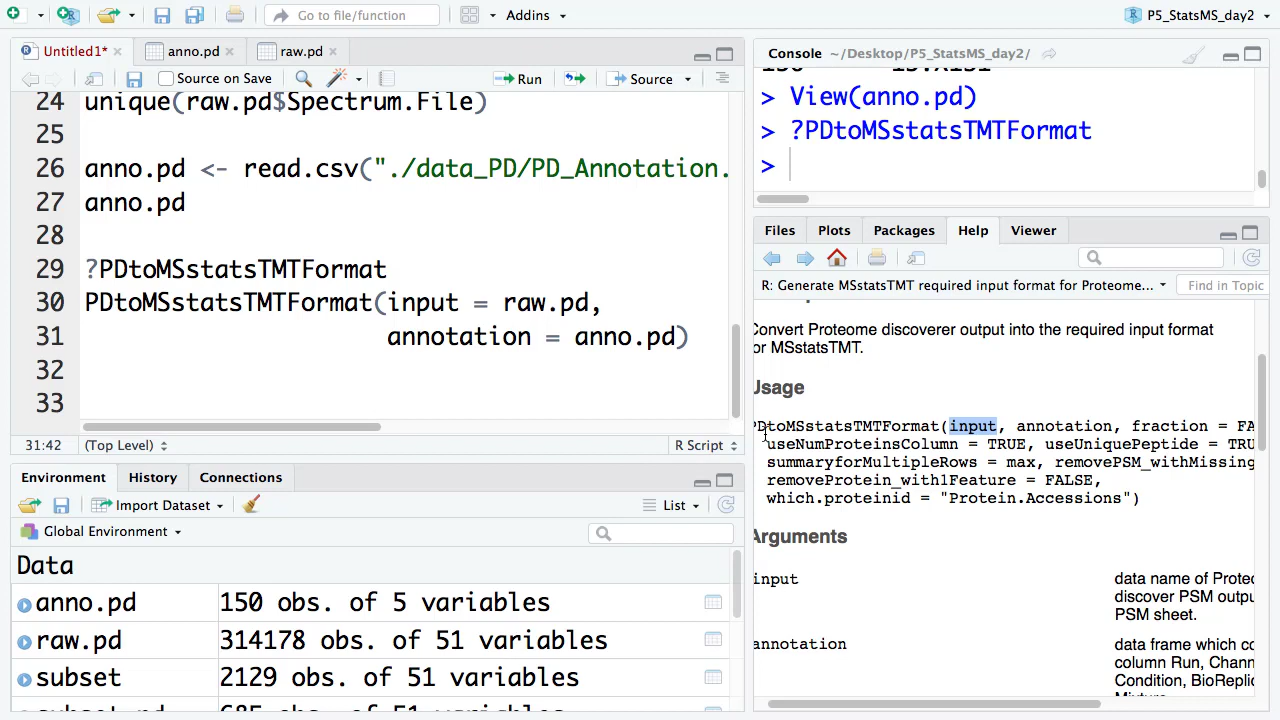 Go to file/function
Addins
P5_StatsMS_day2
Untitled1*
anno.pd
raw.pd
Source on Save
Run
Source
24 unique(raw.pd$Spectrum.File)
25
26 anno.pd <- read.csv("./data_PD/PD_Annotation.
27 anno.pd
28
29 ?PDtoMSstatsTMTFormat
30 PDtoMSstatsTMTFormat(input = raw.pd,
31 annotation = anno.pd)
32
33
31:42
(Top Level)
R Script
Environment
History
Connections
Import Dataset
List
Global Environment
Data
anno.pd 150 obs. of 5 variables
raw.pd 314178 obs. of 51 variables
subset 2129 obs. of 51 variables
Console ~/Desktop/P5_StatsMS_day2/
> View(anno.pd)
> ?PDtoMSstatsTMTFormat
>
Files
Plots
Packages
Help
Viewer
R: Generate MSstatsTMT required input format for Proteome...
Find in Topic
Convert Proteome discoverer output into the required input format
or MSstatsTMT.
Usage
PDtoMSstatsTMTFormat(input, annotation, fraction = FA
useNumProteinsColumn = TRUE, useUniquePeptide = TRU
summaryforMultipleRows = max, removePSM_withMissing
removeProtein_with1Feature = FALSE,
which.proteinid = "Protein.Accessions")
Arguments
input
data name of Proteo
discover PSM outpu
PSM sheet.
annotation
data frame which co
column Run, Chann
Condition, BioReplic